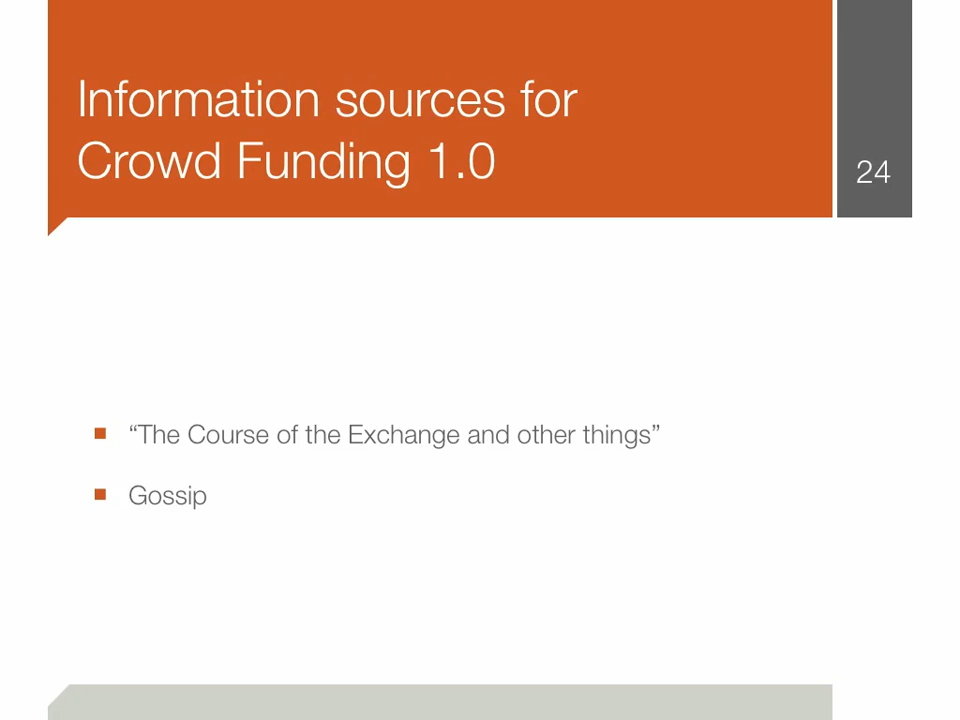 Information sources for
Crowd Funding 1.0
24
“The Course of the Exchange and other things”
Gossip